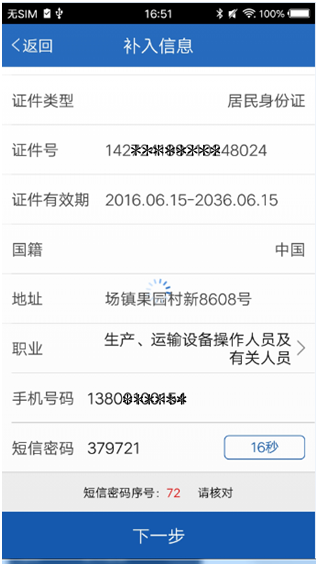 无SIM 16:51 100%
返回 补入信息
证件类型 居民身份证
证件号
证件有效期 2016.06.15-2036.06.15
国籍 中国
地址 场镇果园村新8608号
职业 生产、运输设备操作人员及
有关人员
手机号码
短信密码 379721 16秒
短信密码序号：72 请核对
下一步